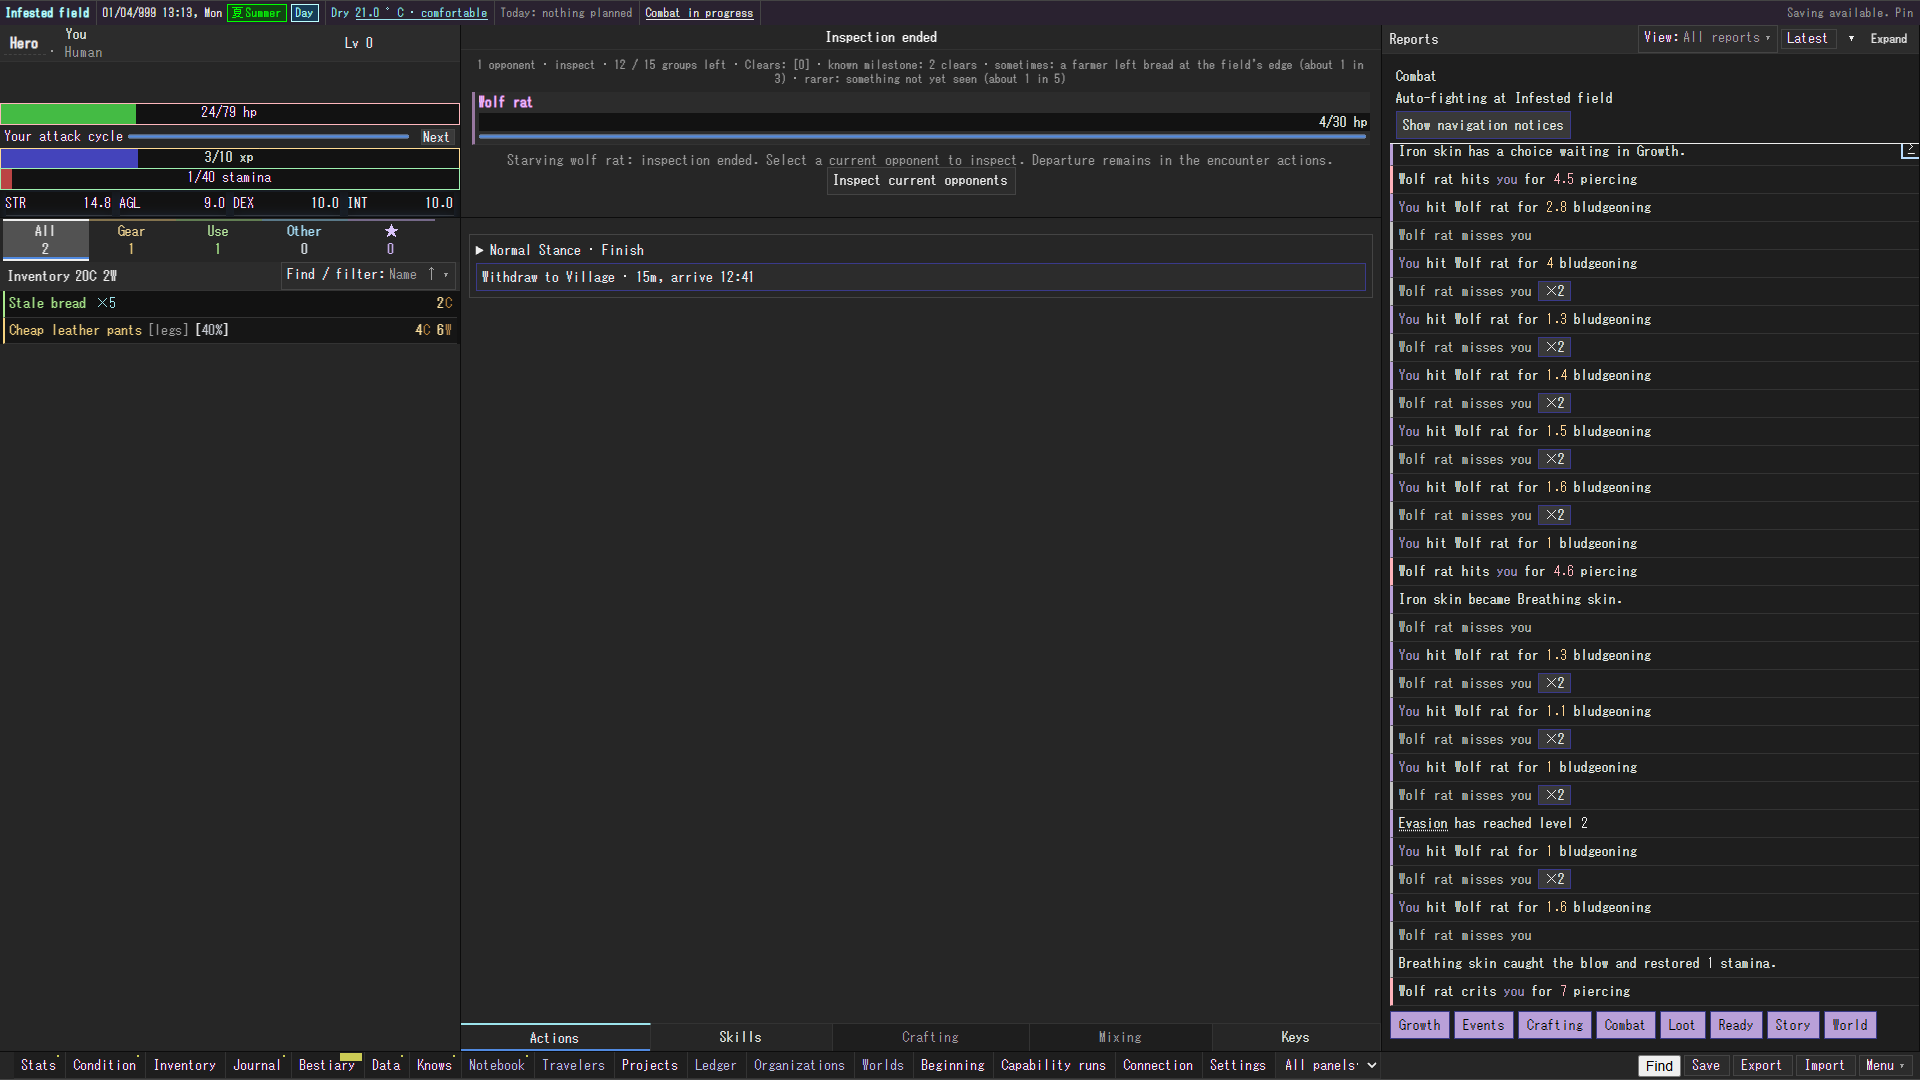 Infested field 01/04/999 13:13, Mon 夏Summer Day Dry 21.0 ° C · comfortable Today: nothing planned Combat in progress Saving available. Pin
Hero · You Human Lv 0
24/79 hp
Your attack cycle Next
3/10 xp
1/40 stamina
STR 14.8 AGL 9.0 DEX 10.0 INT 10.0
All 2 Gear 1 Use 1 Other 0 ★ 0
Inventory 20C 2W Find / filter: Name ↑ ▾
Stale bread ×5 2C
Cheap leather pants [legs] [40%] 4C 6W
Inspection ended
1 opponent · inspect · 12 / 15 groups left · Clears: [0] · known milestone: 2 clears · sometimes: a farmer left bread at the field's edge (about 1 in
3) · rarer: something not yet seen (about 1 in 5)
Wolf rat
4/30 hp
Starving wolf rat: inspection ended. Select a current opponent to inspect. Departure remains in the encounter actions.
Inspect current opponents
▶ Normal Stance · Finish
Withdraw to Village · 15m, arrive 12:41
Actions Skills Crafting Mixing Keys
Reports View: All reports ▾ Latest ▾ Expand
Combat
Auto-fighting at Infested field
Show navigation notices
Iron skin has a choice waiting in Growth.
Wolf rat hits you for 4.5 piercing
You hit Wolf rat for 2.8 bludgeoning
Wolf rat misses you
You hit Wolf rat for 4 bludgeoning
Wolf rat misses you ×2
You hit Wolf rat for 1.3 bludgeoning
Wolf rat misses you ×2
You hit Wolf rat for 1.4 bludgeoning
Wolf rat misses you ×2
You hit Wolf rat for 1.5 bludgeoning
Wolf rat misses you ×2
You hit Wolf rat for 1.6 bludgeoning
Wolf rat misses you ×2
You hit Wolf rat for 1 bludgeoning
Wolf rat hits you for 4.6 piercing
Iron skin became Breathing skin.
Wolf rat misses you
You hit Wolf rat for 1.3 bludgeoning
Wolf rat misses you ×2
You hit Wolf rat for 1.1 bludgeoning
Wolf rat misses you ×2
You hit Wolf rat for 1 bludgeoning
Wolf rat misses you ×2
Evasion has reached level 2
You hit Wolf rat for 1 bludgeoning
Wolf rat misses you ×2
You hit Wolf rat for 1.6 bludgeoning
Wolf rat misses you
Breathing skin caught the blow and restored 1 stamina.
Wolf rat crits you for 7 piercing
Growth Events Crafting Combat Loot Ready Story World
Stats Condition Inventory Journal Bestiary Data Knows Notebook Travelers Projects Ledger Organizations Worlds Beginning Capability runs Connection Settings All panels Find Save Export Import Menu